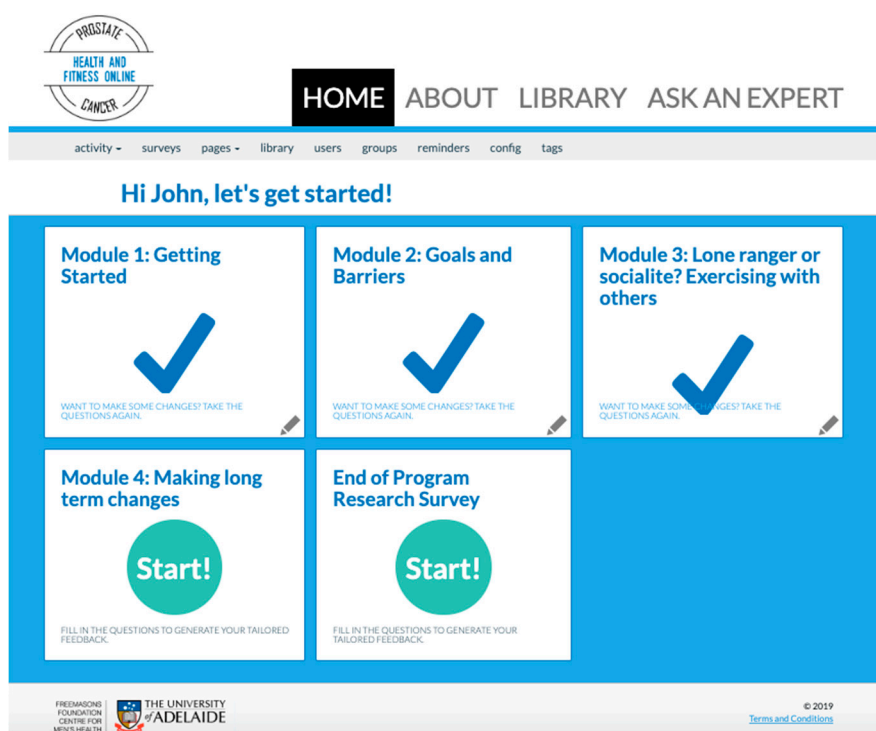 PROSTATE
HEALTH AND
FITNESS ONLINE
CANCER
HOME ABOUT LIBRARY ASK AN EXPERT
activity surveys pages library users groups reminders config tags
Hi John, let's get started!
Module 1: Getting
Started
WANT TO MAKE SOME CHANGES? TAKE THE
QUESTIONS AGAIN.
Module 2: Goals and
Barriers
WANT TO MAKE SOME CHANGES? TAKE THE
QUESTIONS AGAIN.
Module 3: Lone ranger or
socialite? Exercising with
others
WANT TO MAKE SOME CHANGES? TAKE THE
QUESTIONS AGAIN.
Module 4: Making long
term changes
Start!
FILL IN THE QUESTIONS TO GENERATE YOUR TAILORED
FEEDBACK.
End of Program
Research Survey
Start!
FILL IN THE QUESTIONS TO GENERATE YOUR
TAILORED FEEDBACK.
FREEMASONS
FOUNDATION
CENTRE FOR
MEN'S HEALTH
THE UNIVERSITY
of ADELAIDE
© 2019
Terms and Conditions